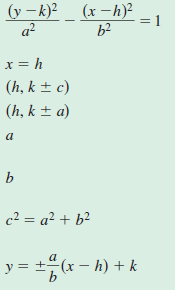 (y − k)²/a² − (x − h)²/b² = 1
x = h
(h, k ± c)
(h, k ± a)
a
b
c² = a² + b²
y = ±a/b(x − h) + k